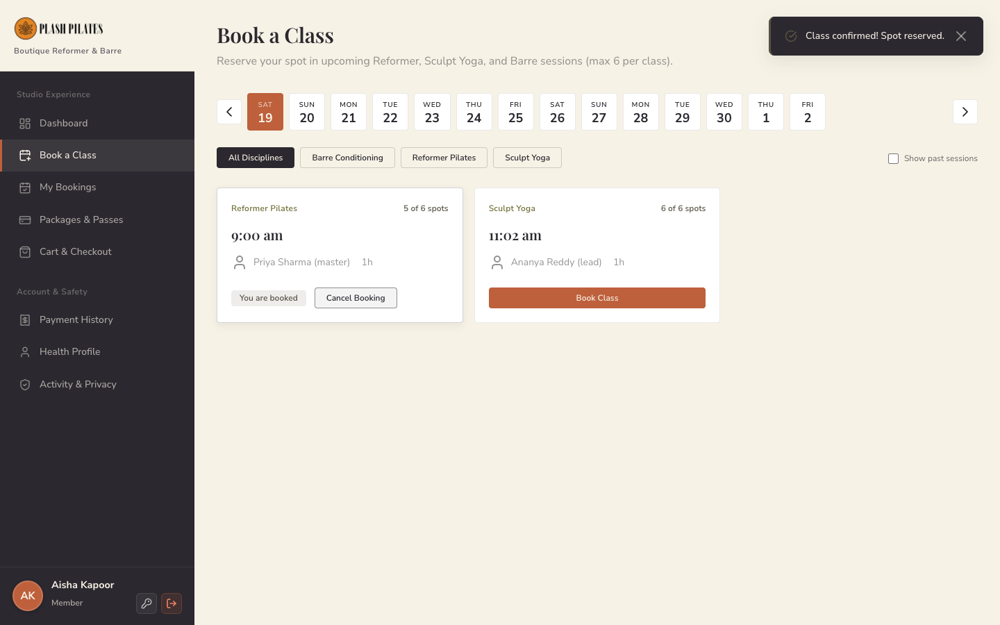 PLASH PILATES
Boutique Reformer & Barre
Studio Experience
Dashboard
Book a Class
My Bookings
Packages & Passes
Cart & Checkout
Account & Safety
Payment History
Health Profile
Activity & Privacy
AK
Aisha Kapoor
Member
Book a Class
Reserve your spot in upcoming Reformer, Sculpt Yoga, and Barre sessions (max 6 per class).
Class confirmed! Spot reserved.
SAT SUN MON TUE WED THU FRI SAT SUN MON TUE WED THU FRI
19 20 21 22 23 24 25 26 27 28 29 30 1 2
All Disciplines Barre Conditioning Reformer Pilates Sculpt Yoga Show past sessions
Reformer Pilates 5 of 6 spots
9:00 am
Priya Sharma (master) 1h
You are booked Cancel Booking
Sculpt Yoga 6 of 6 spots
11:02 am
Ananya Reddy (lead) 1h
Book Class